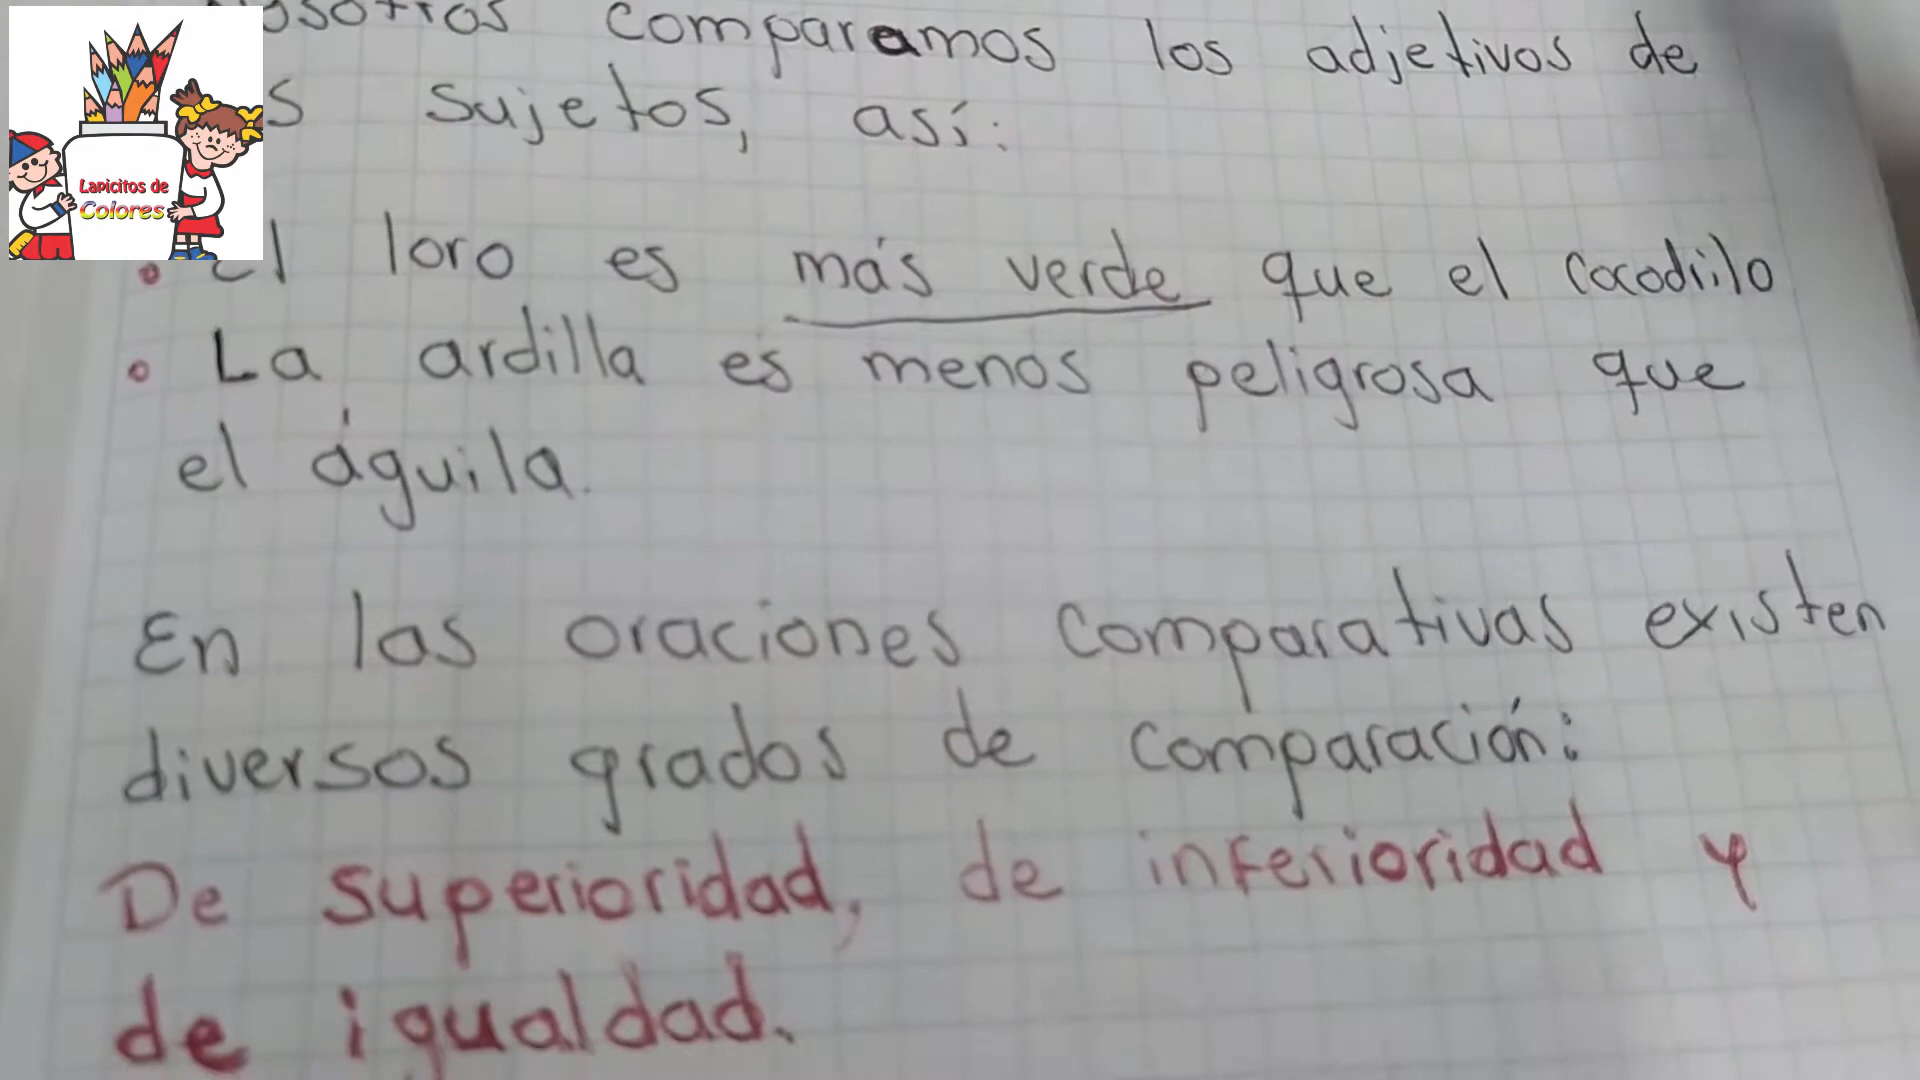 comparamos los adjetivos de
sujetos, así:
Lapicitos de
Colores
El loro es más verde que el cocodrilo
La ardilla es menos peligrosa que
el águila.
En las oraciones comparativas existen
diversos grados de comparación:
De superioridad, de inferioridad y
de igualdad.